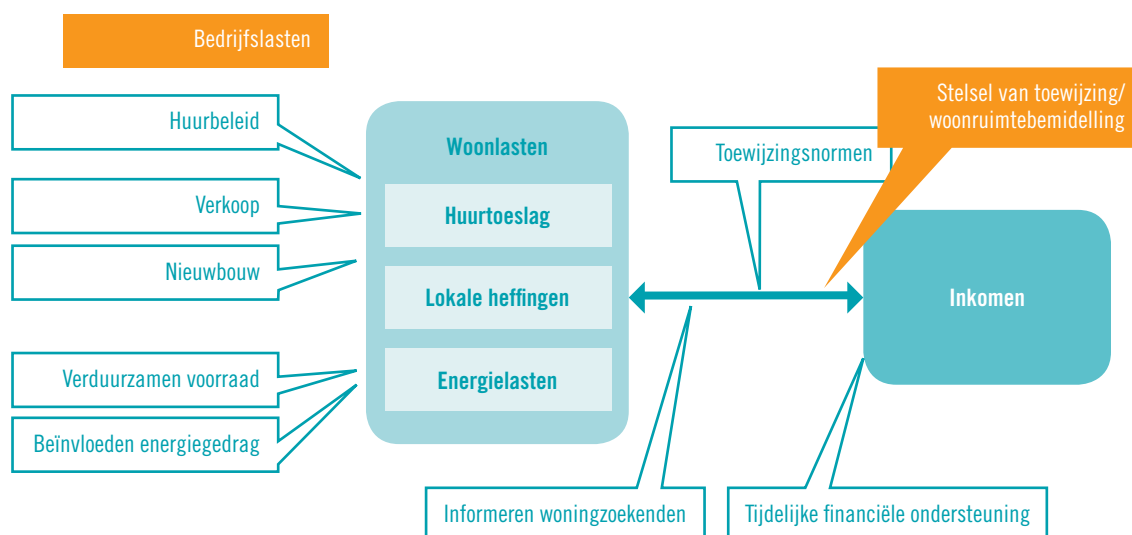 Bedrijfslasten
Huurbeleid
Verkoop
Nieuwbouw
Verduurzamen voorraad
Beïnvloeden energiegedrag
Woonlasten
Huurtoeslag
Lokale heffingen
Energielasten
Toewijzingsnormen
Stelsel van toewijzing/
woonruimtebemidelling
Inkomen
Informeren woningzoekenden
Tijdelijke financiële ondersteuning